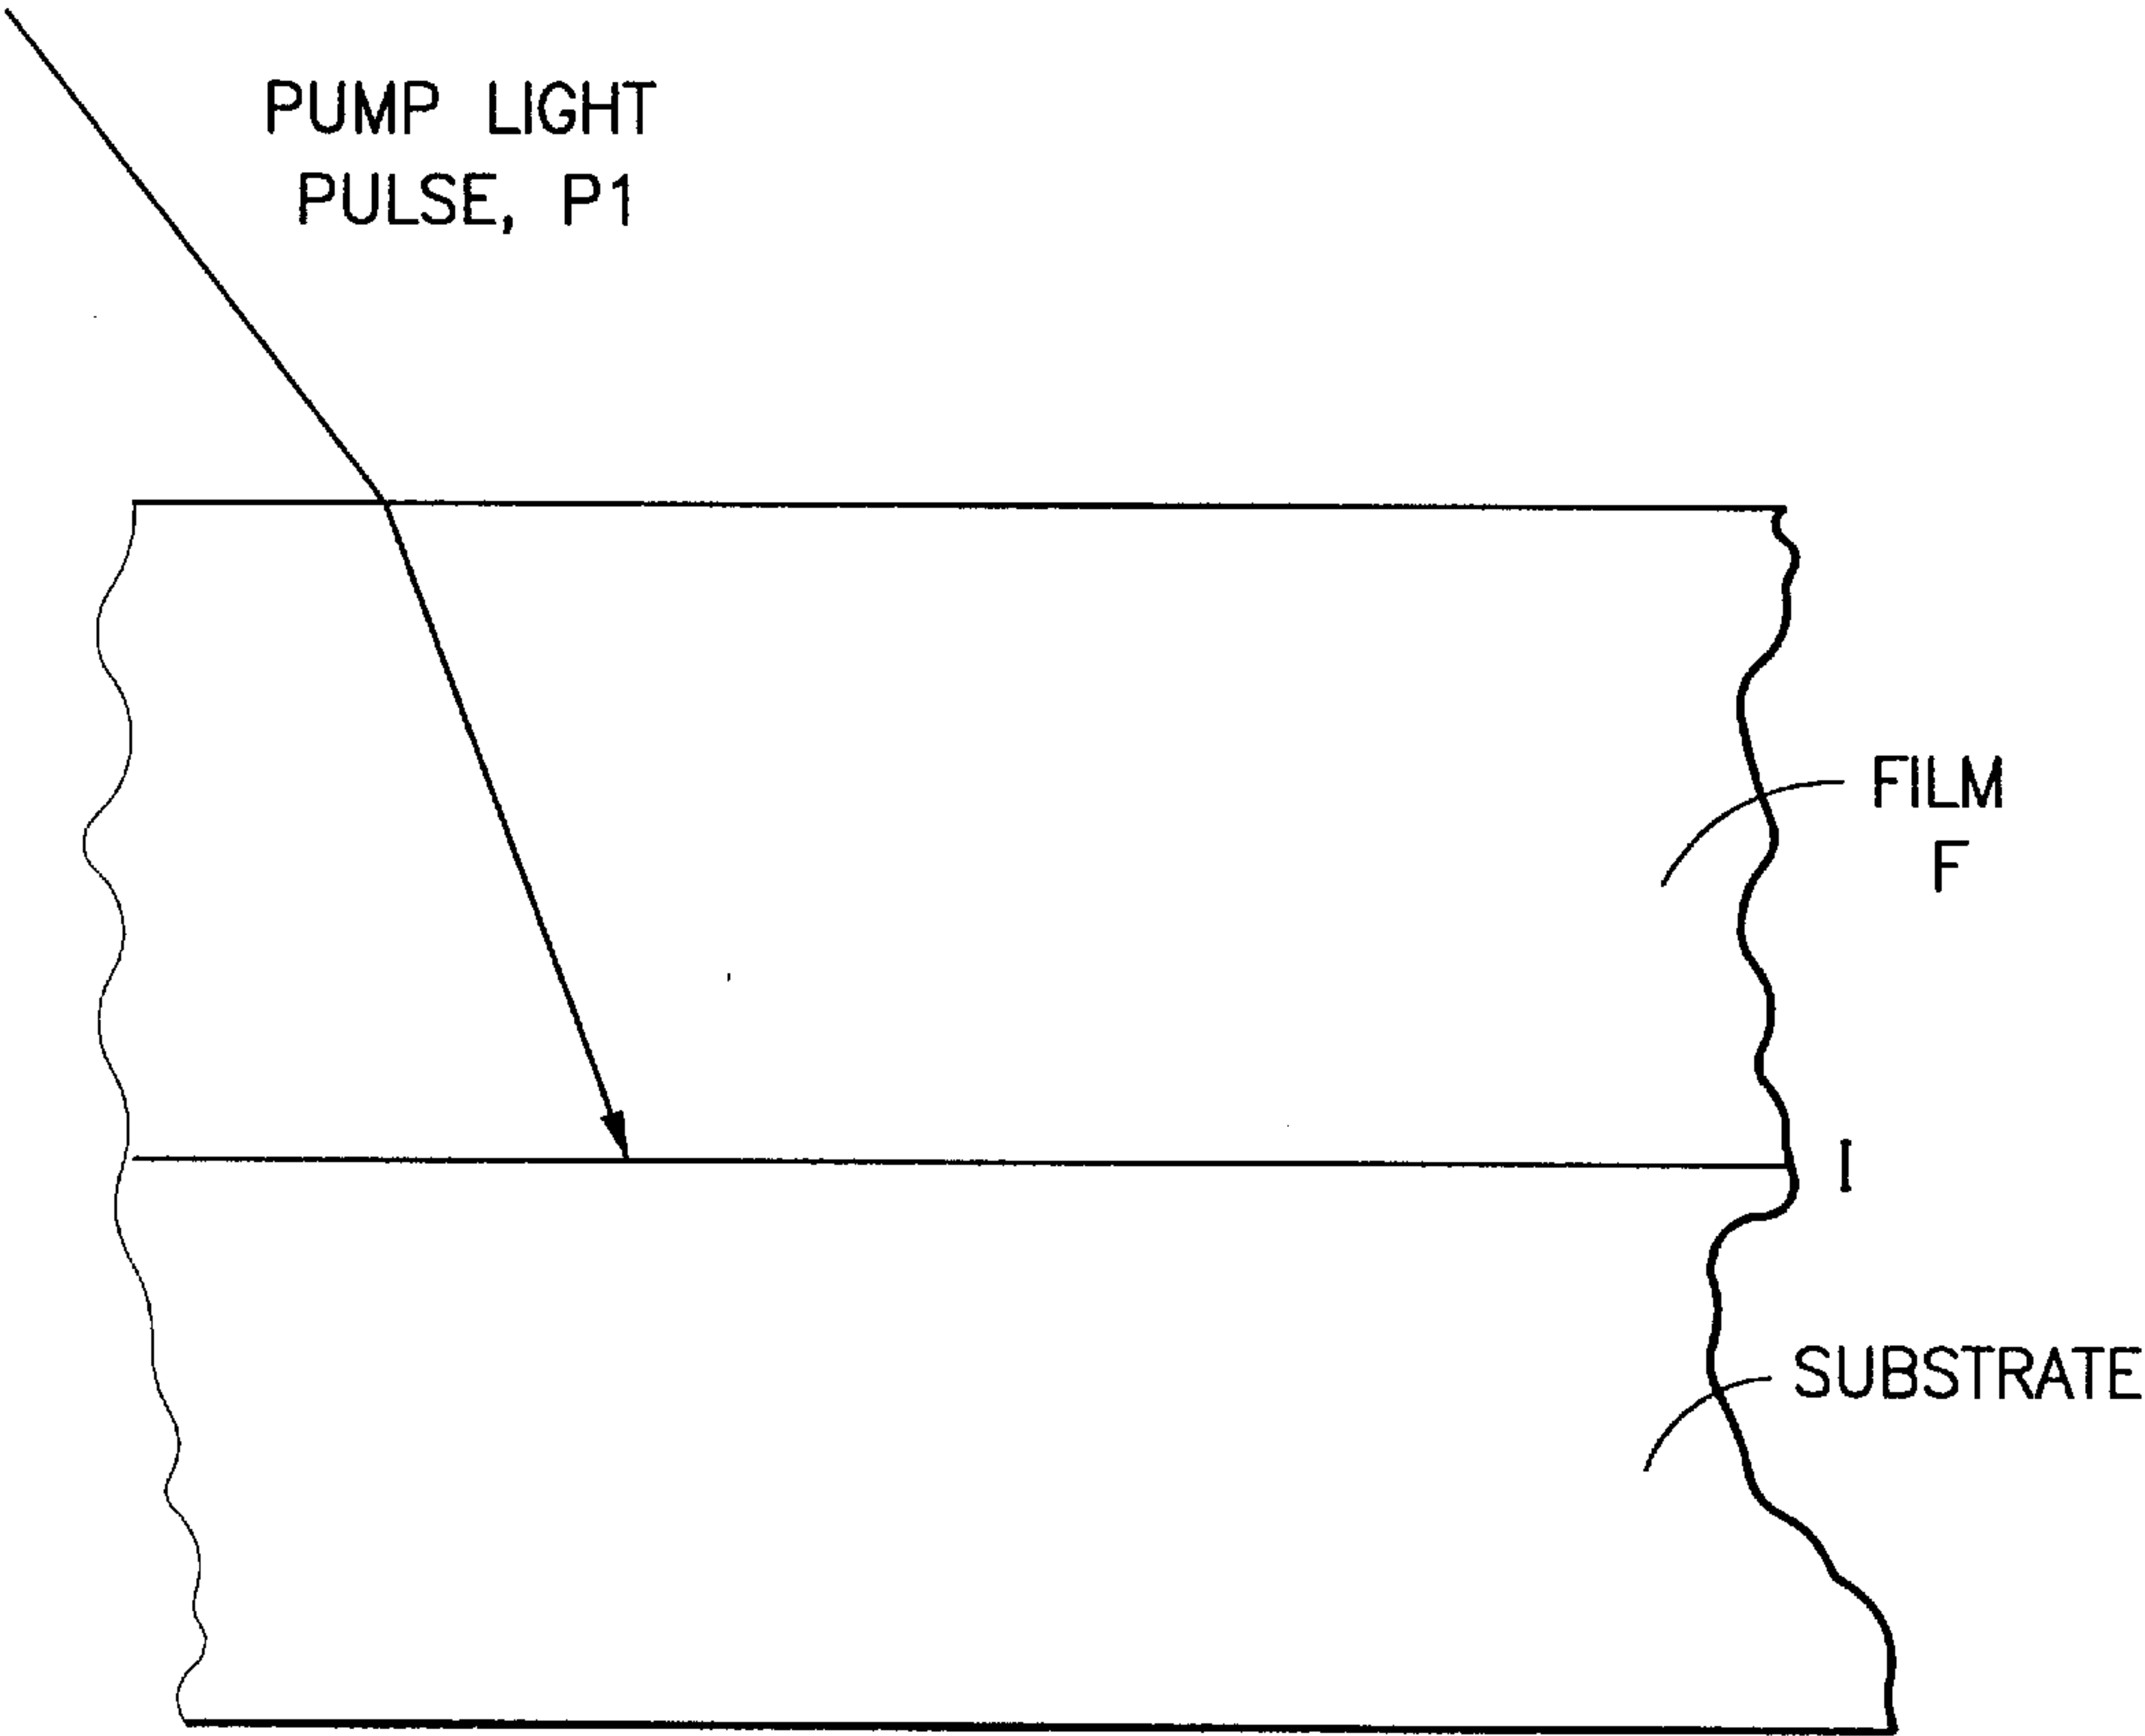 PUMP LIGHT
PULSE, P1
FILM
F
I
SUBSTRATE